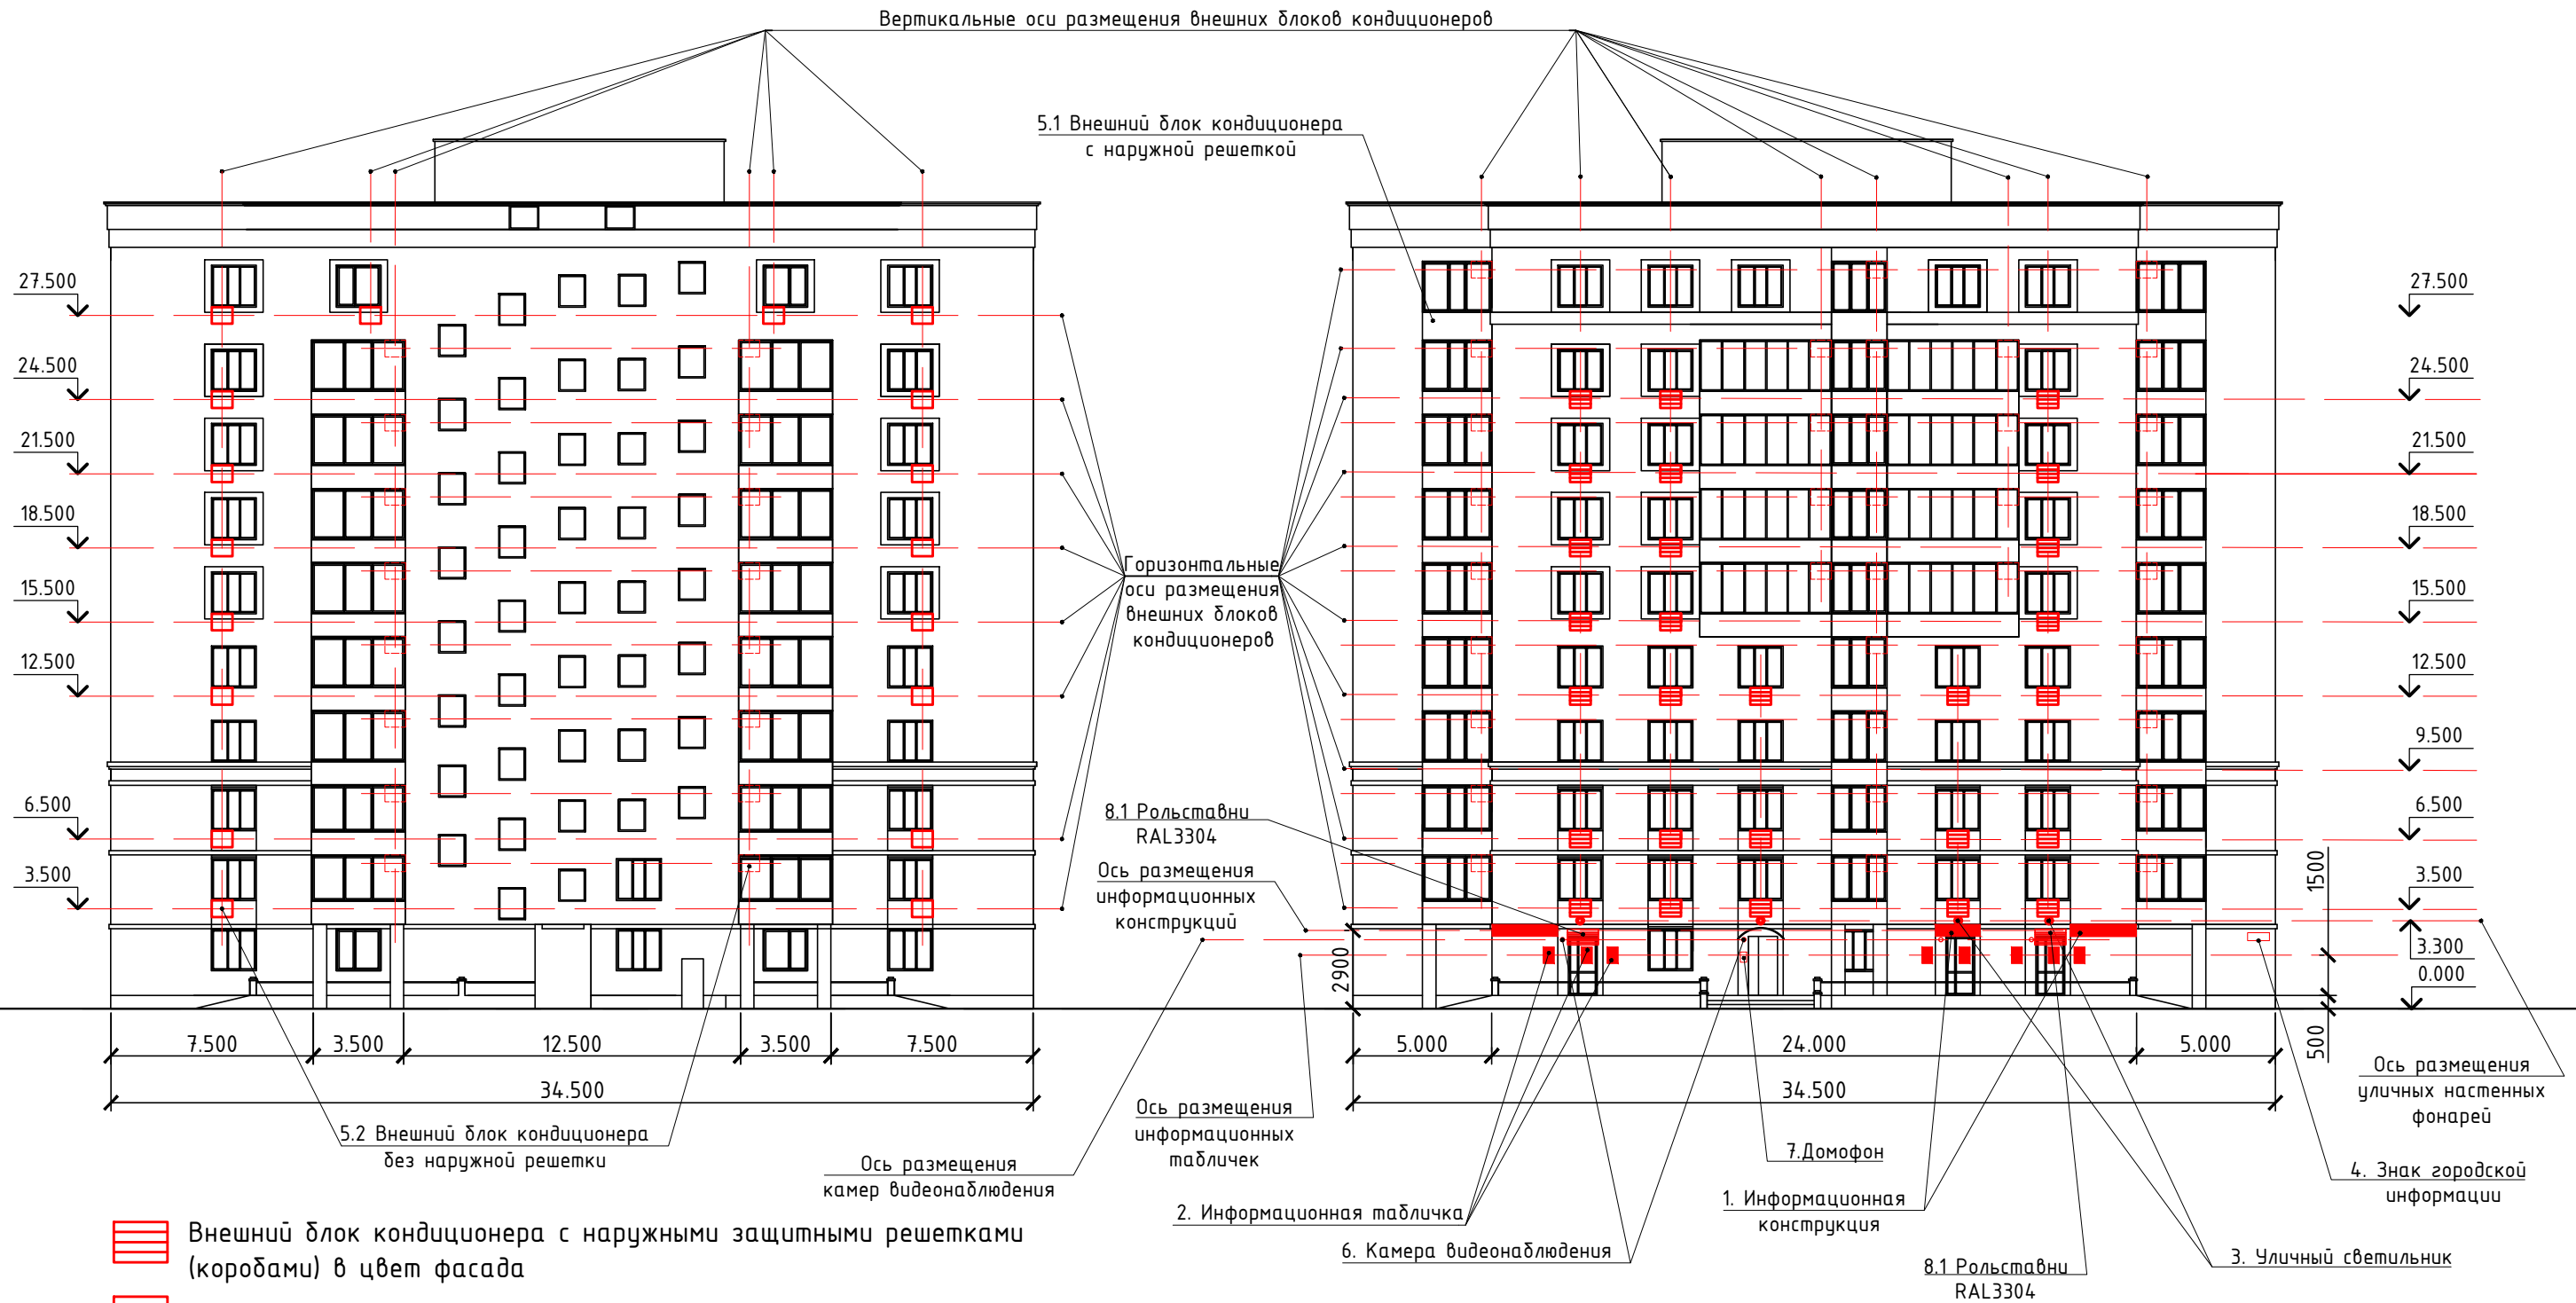 Вертикальные оси размещения внешних блоков кондиционеров
5.1 Внешний блок кондиционера
с наружной решеткой
27.500
24.500
21.500
18.500
15.500
12.500
6.500
3.500
Горизонтальные
оси размещения
внешних блоков
кондиционеров
8.1 Рольставни
RAL3304
Ось размещения
информационных
конструкций
27.500
24.500
21.500
18.500
15.500
12.500
9.500
6.500
3.500
3.300
0.000
1500
500
2900
7.500
3.500
12.500
3.500
7.500
34.500
5.000
24.000
5.000
34.500
5.2 Внешний блок кондиционера
без наружной решетки
Ось размещения
камер видеонаблюдения
Ось размещения
информационных
табличек
2. Информационная табличка
6. Камера видеонаблюдения
7.Домофон
1. Информационная
конструкция
8.1 Рольставни
RAL3304
3. Уличный светильник
4. Знак городской
информации
Ось размещения
уличных настенных
фонарей
Внешний блок кондиционера с наружными защитными решетками
(коробами) в цвет фасада